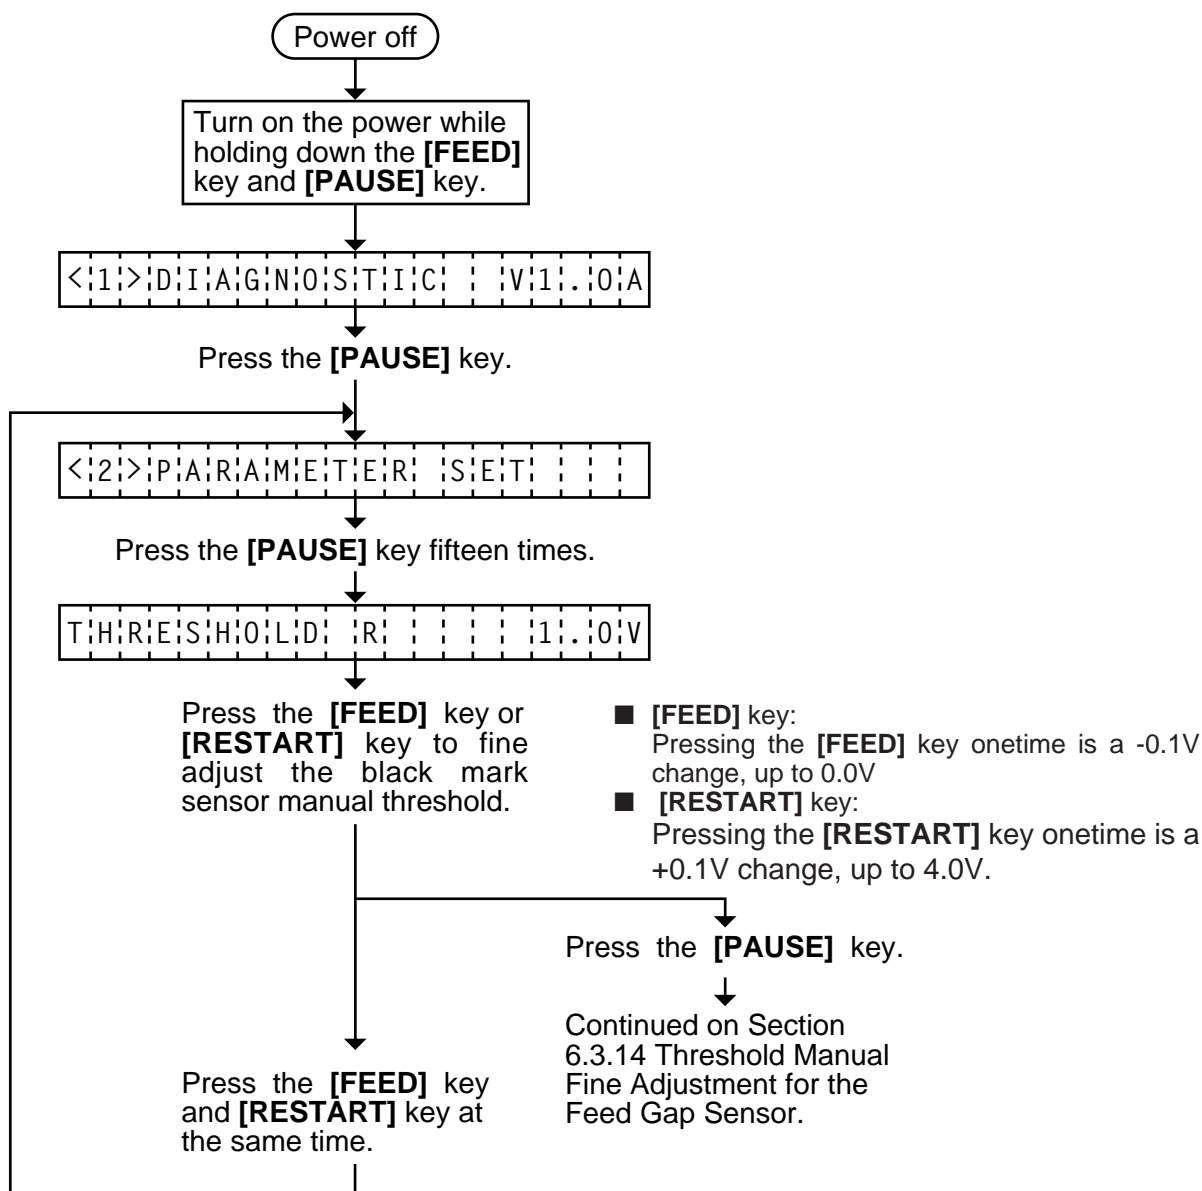 Power off
Turn on the power while
holding down the [FEED]
key and [PAUSE] key.
<1>DIAGNOSTIC  V1.0A
Press the [PAUSE] key.
<2>PARAMETER SET
Press the [PAUSE] key fifteen times.
THRESHOLD R     1.0V
Press the [FEED] key or
[RESTART] key to fine
adjust the black mark
sensor manual threshold.
■ [FEED] key:
Pressing the [FEED] key onetime is a -0.1V
change, up to 0.0V
■ [RESTART] key:
Pressing the [RESTART] key onetime is a
+0.1V change, up to 4.0V.
Press the [PAUSE] key.
Continued on Section
6.3.14 Threshold Manual
Fine Adjustment for the
Feed Gap Sensor.
Press the [FEED] key
and [RESTART] key at
the same time.